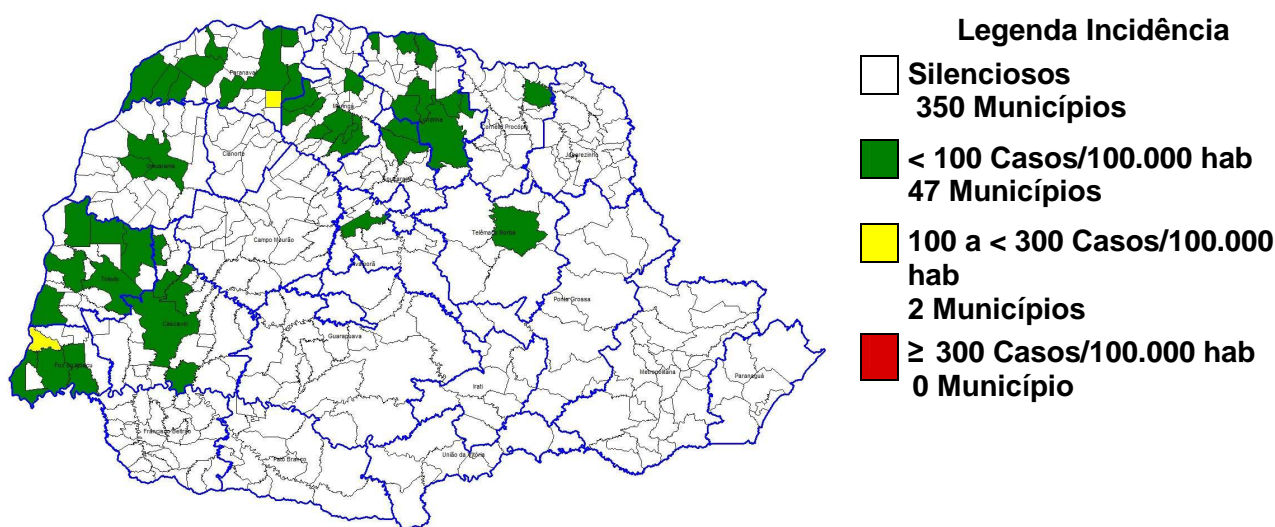 Legenda Incidência
Silenciosos
350 Municípios
< 100 Casos/100.000 hab
47 Municípios
100 a < 300 Casos/100.000
hab
2 Municípios
≥ 300 Casos/100.000 hab
0 Município
Paranavaí
Maringá
Londrina
Cornélio Procópio
Jacarezinho
Umuarama
Cianorte
Apucarana
Campo Mourão
Telêmaco Borba
Ivaiporã
Toledo
Ponta Grossa
Cascavel
Guarapuava
Foz do Iguaçu
Metropolitana
Paranaguá
Irati
Francisco Beltrão
Pato Branco
União da Vitória